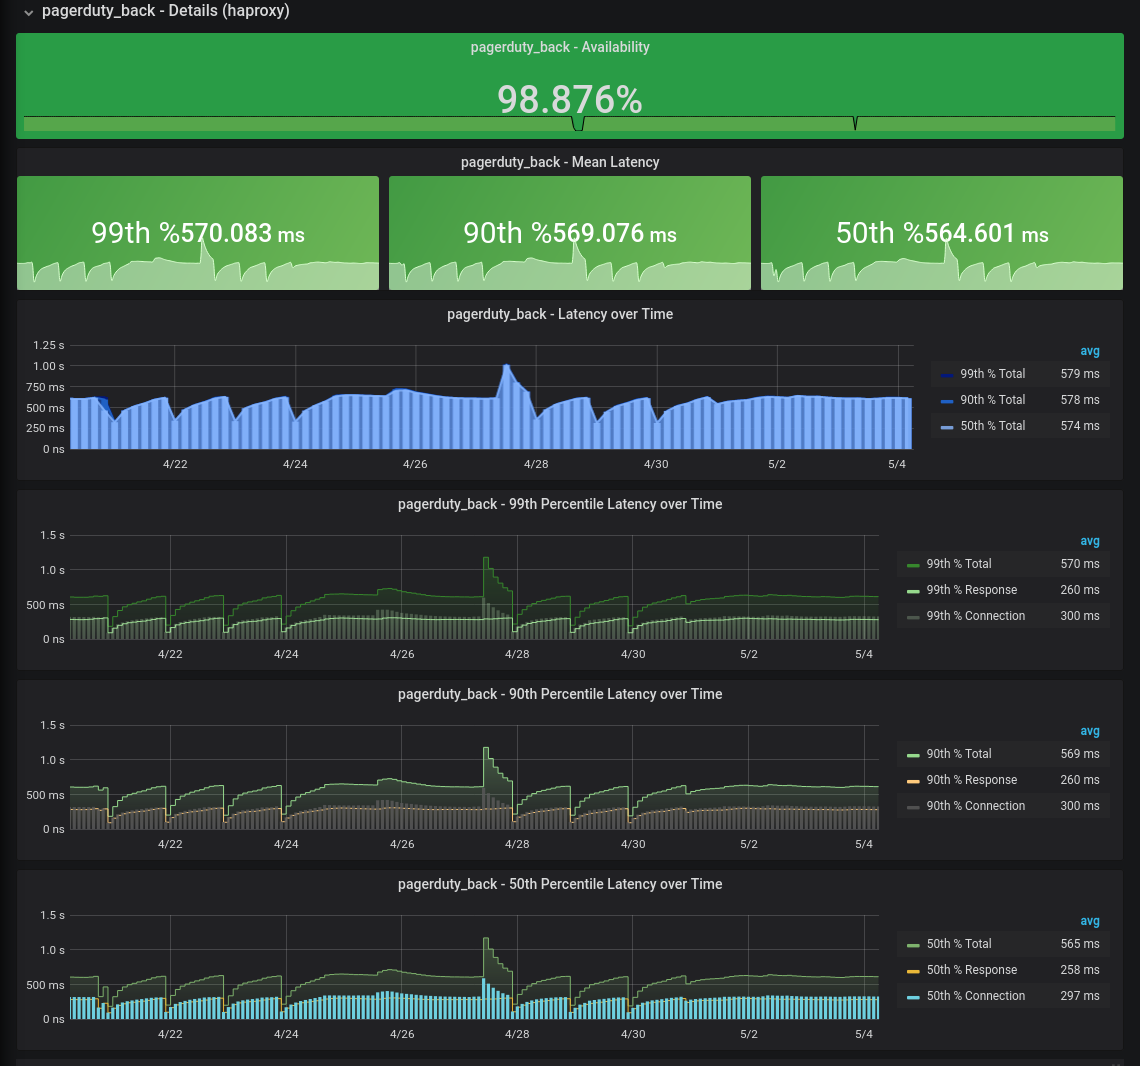 pagerduty_back - Details (haproxy)
pagerduty_back - Availability
98.876%
pagerduty_back - Mean Latency
99th %570.083 ms
90th %569.076 ms
50th %564.601 ms
pagerduty_back - Latency over Time
avg
1.25 s
1.00 s
750 ms
500 ms
250 ms
0 ns
4/22 4/24 4/26 4/28 4/30 5/2 5/4
99th % Total 579 ms
90th % Total 578 ms
50th % Total 574 ms
pagerduty_back - 99th Percentile Latency over Time
avg
1.5 s
1.0 s
500 ms
0 ns
4/22 4/24 4/26 4/28 4/30 5/2 5/4
99th % Total 570 ms
99th % Response 260 ms
99th % Connection 300 ms
pagerduty_back - 90th Percentile Latency over Time
avg
1.5 s
1.0 s
500 ms
0 ns
4/22 4/24 4/26 4/28 4/30 5/2 5/4
90th % Total 569 ms
90th % Response 260 ms
90th % Connection 300 ms
pagerduty_back - 50th Percentile Latency over Time
avg
1.5 s
1.0 s
500 ms
0 ns
4/22 4/24 4/26 4/28 4/30 5/2 5/4
50th % Total 565 ms
50th % Response 258 ms
50th % Connection 297 ms